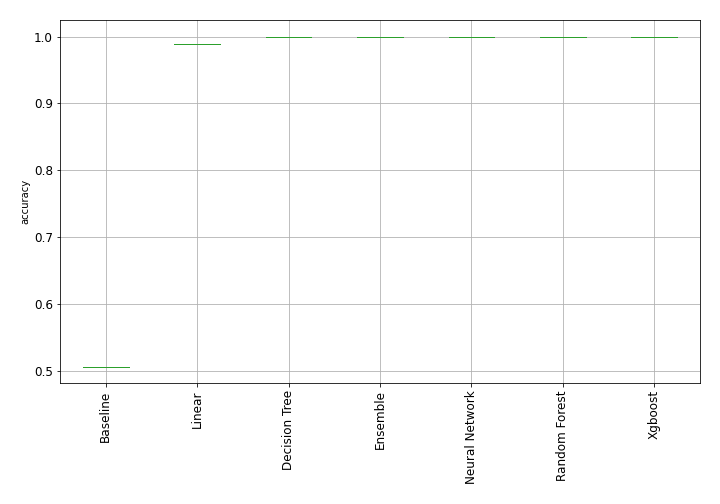 1.0
0.9
0.8
0.7
0.6
0.5
accuracy
Baseline
Linear
Decision Tree
Ensemble
Neural Network
Random Forest
Xgboost